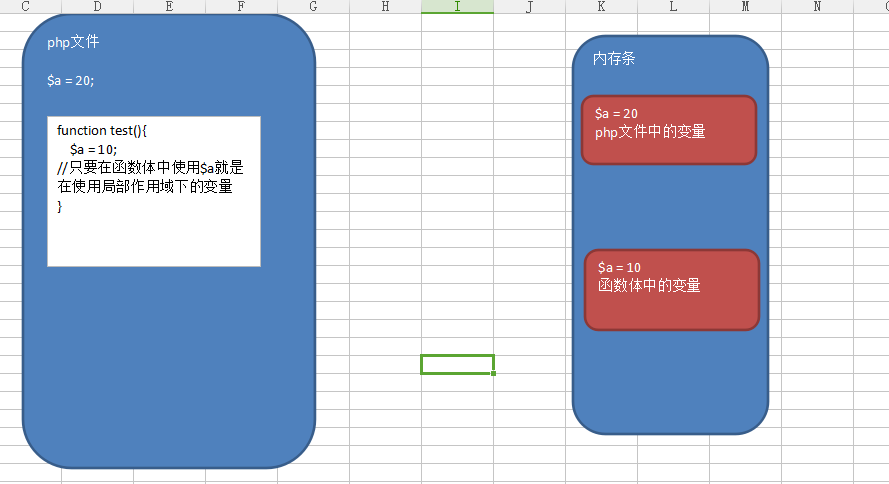 C D E F G H I J K L M N
php文件
$a = 20;
function test(){
$a = 10;
//只要在函数体中使用$a就是
在使用局部作用域下的变量
}
内存条
$a = 20
php文件中的变量
$a = 10
函数体中的变量